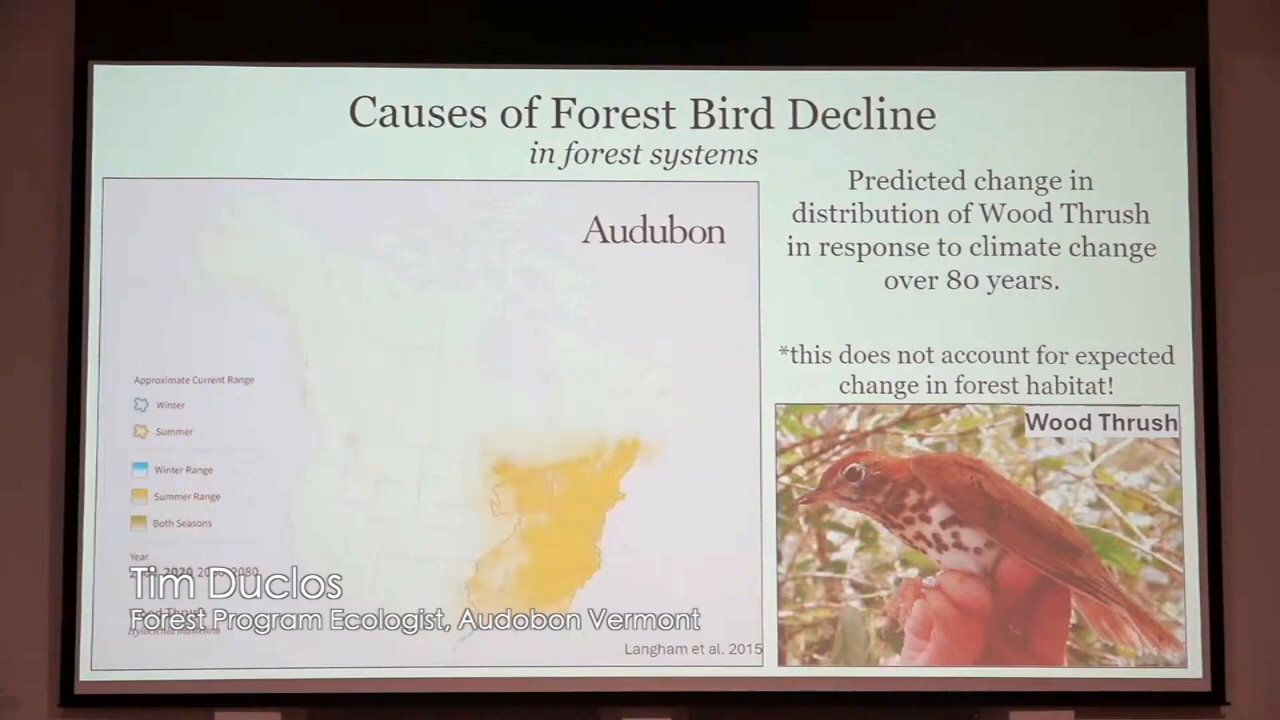 Causes of Forest Bird Decline
in forest systems
Audubon
Predicted change in
distribution of Wood Thrush
in response to climate change
over 80 years.
*this does not account for expected
change in forest habitat!
Wood Thrush
Approximate Current Range
Winter
Summer
Winter Range
Summer Range
Both Seasons
Year
2020
2080
Tim Duclos
Forest Program Ecologist, Audobon Vermont
Langham et al. 2015